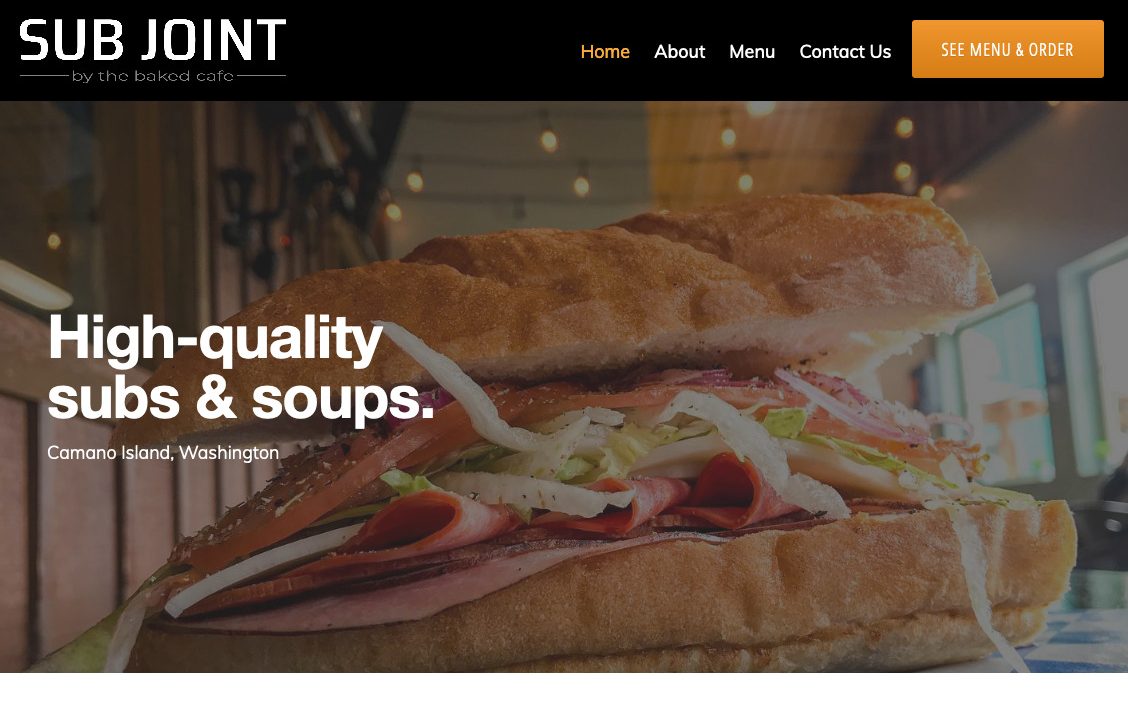 SUB JOINT
by the baked cafe
Home About Menu Contact Us SEE MENU & ORDER
High-quality
subs & soups.
Camano Island, Washington